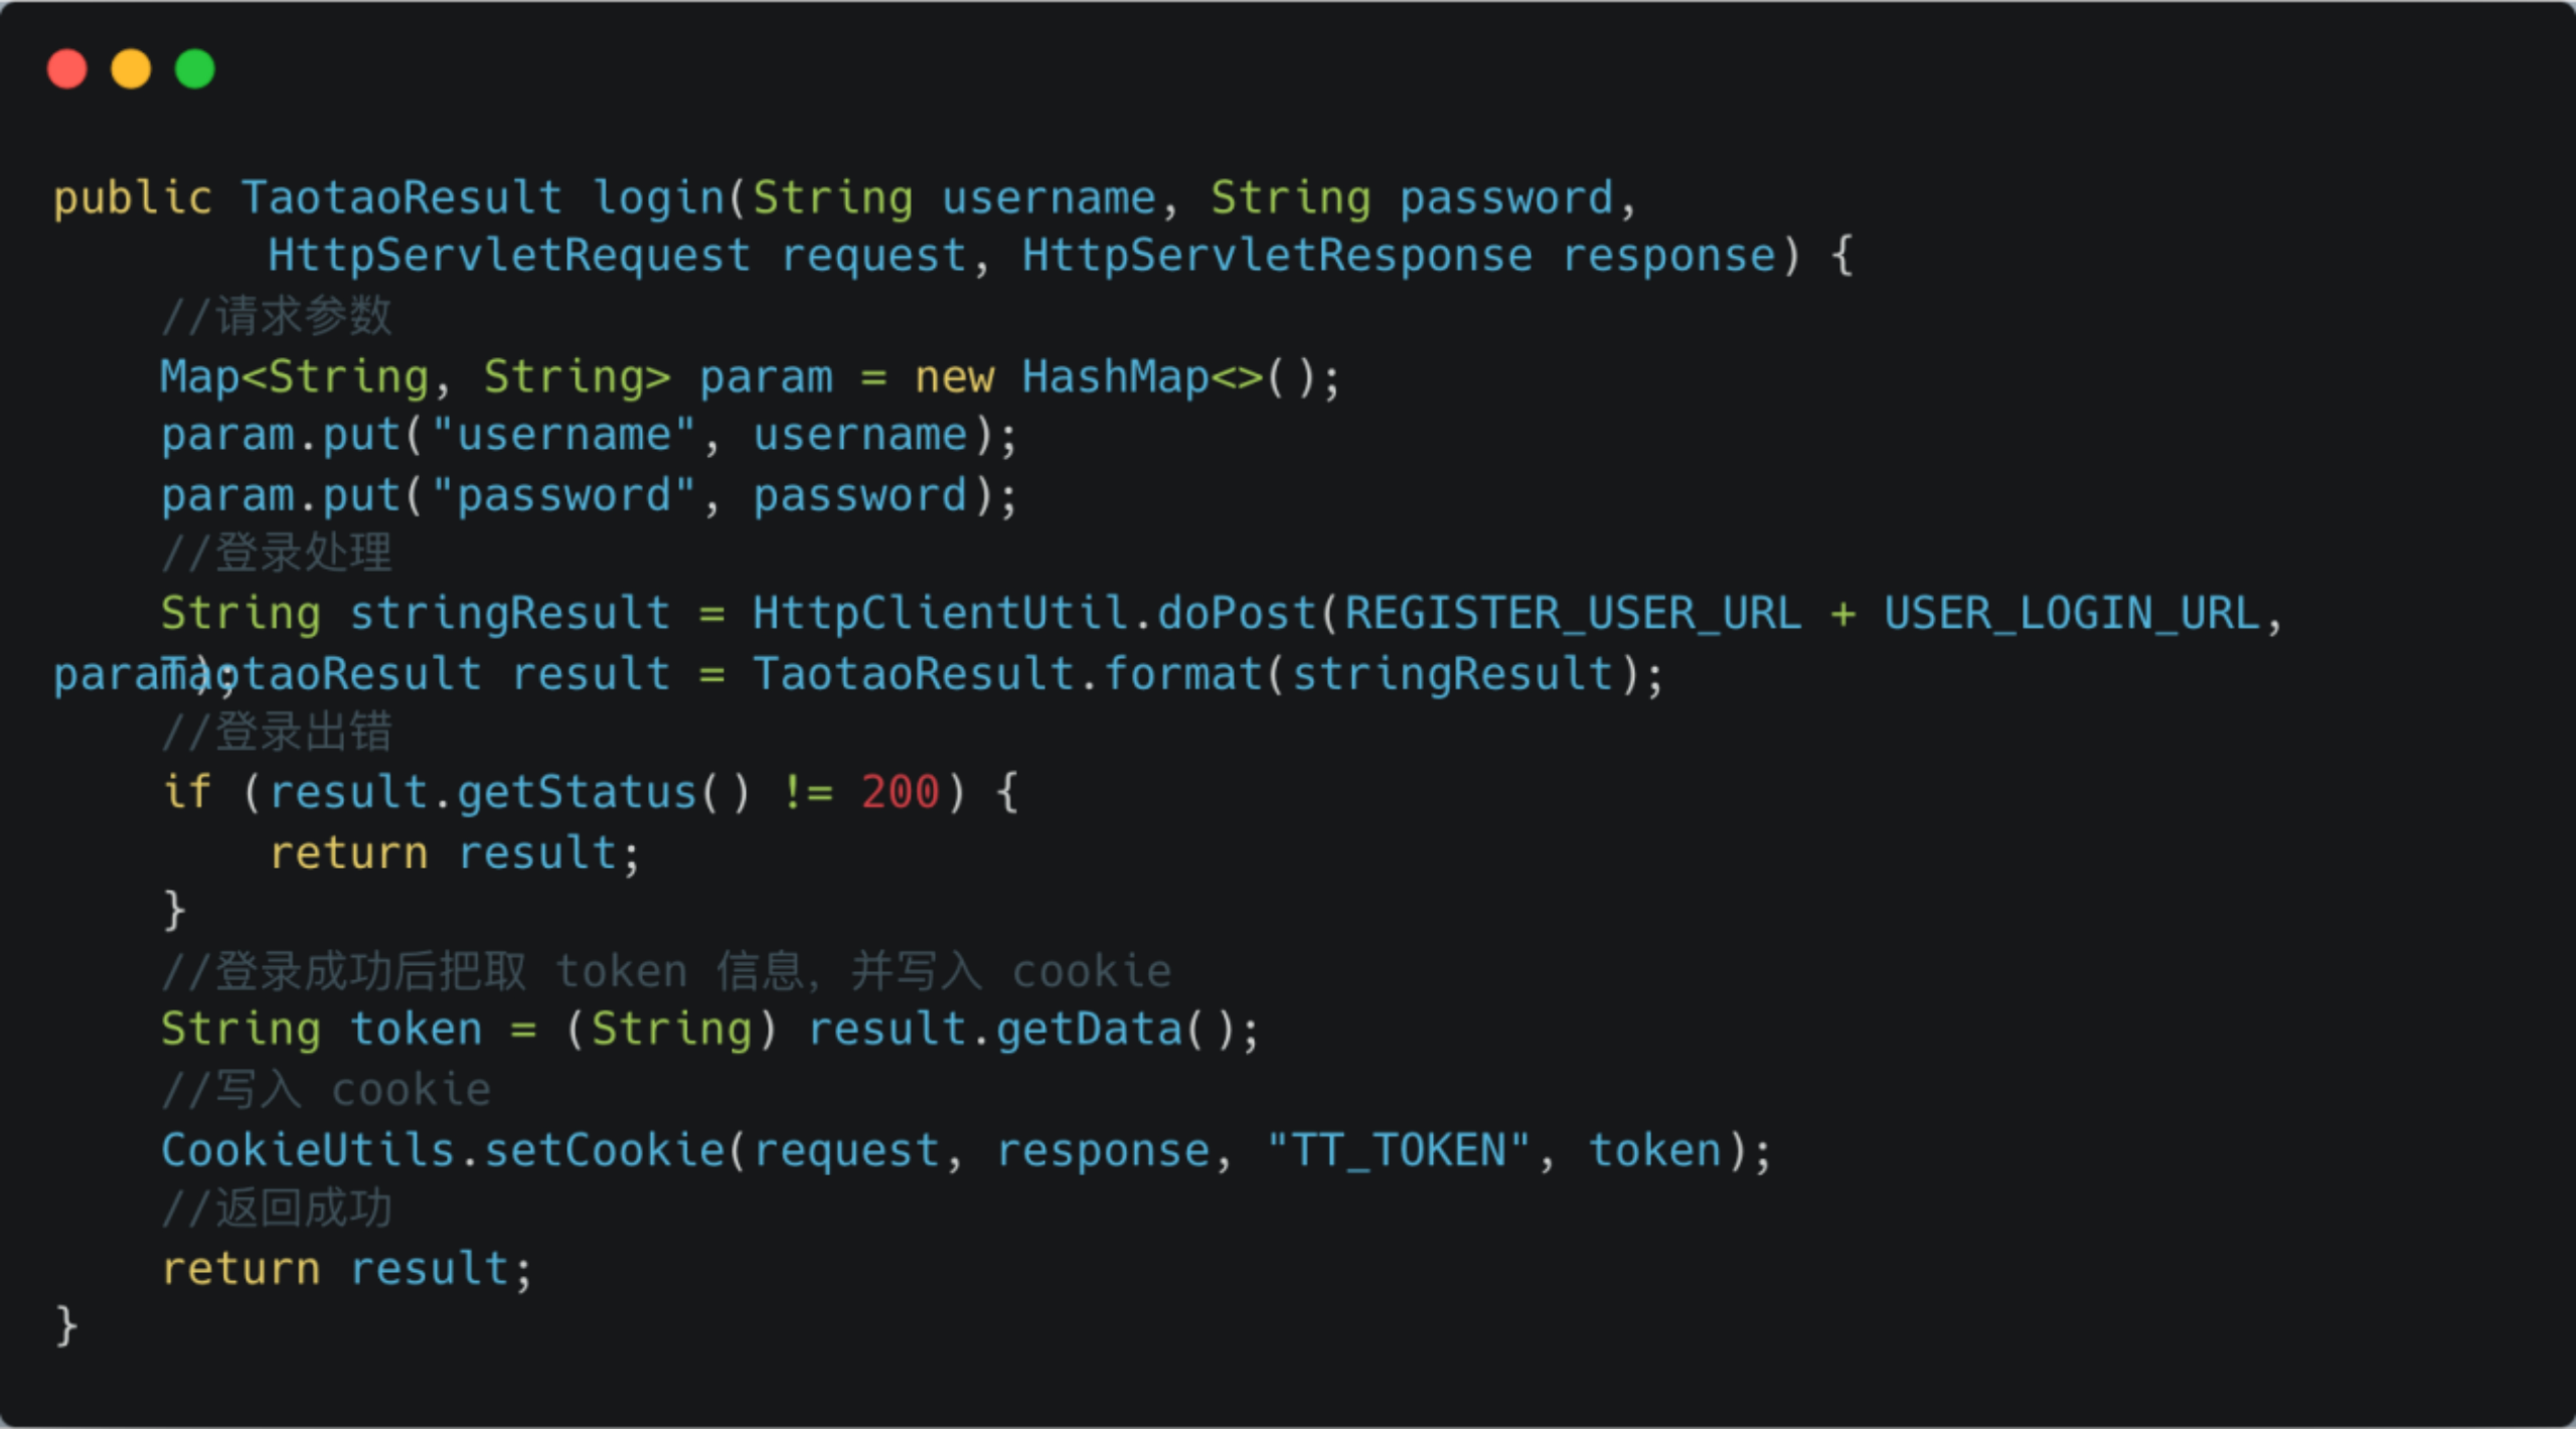 public TaotaoResult login(String username, String password,
        HttpServletRequest request, HttpServletResponse response) {
    //请求参数
    Map<String, String> param = new HashMap<>();
    param.put("username", username);
    param.put("password", password);
    //登录处理
    String stringResult = HttpClientUtil.doPost(REGISTER_USER_URL + USER_LOGIN_URL,
param);
    TaotaoResult result = TaotaoResult.format(stringResult);
    //登录出错
    if (result.getStatus() != 200) {
        return result;
    }
    //登录成功后把取 token 信息，并写入 cookie
    String token = (String) result.getData();
    //写入 cookie
    CookieUtils.setCookie(request, response, "TT_TOKEN", token);
    //返回成功
    return result;
}